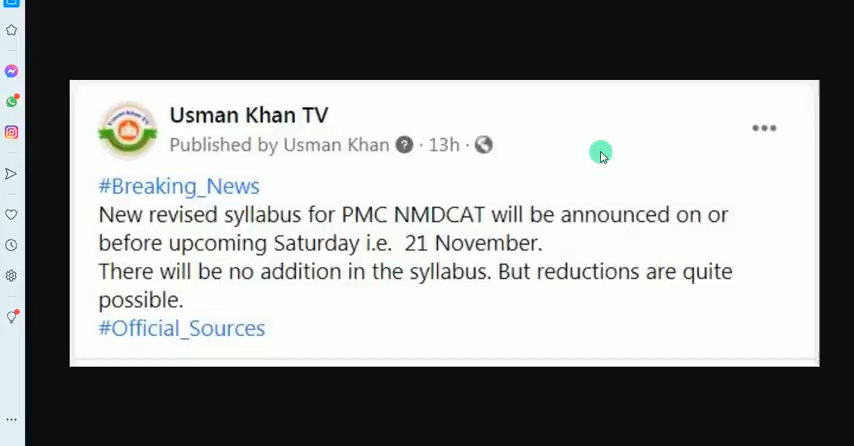 Usman Khan TV
Published by Usman Khan · 13h ·
#Breaking_News
New revised syllabus for PMC NMDCAT will be announced on or
before upcoming Saturday i.e. 21 November.
There will be no addition in the syllabus. But reductions are quite
possible.
#Official_Sources